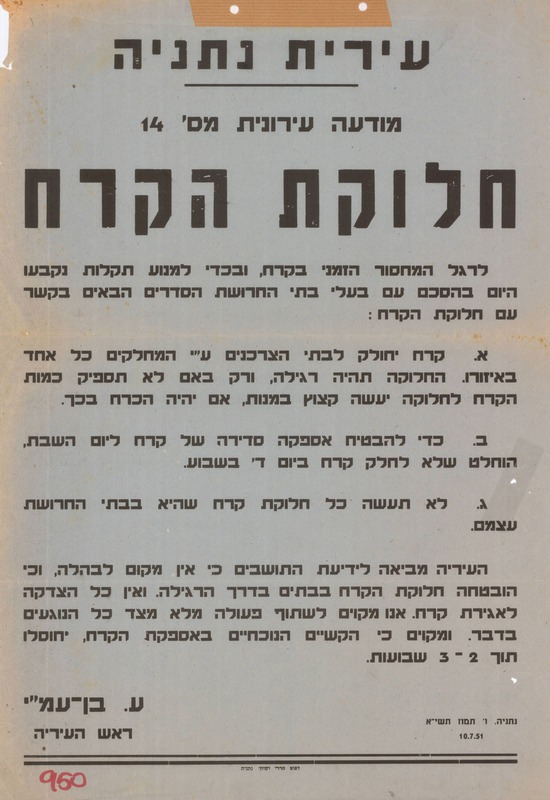 עירית נתניה
מודעה עירונית מס' 14
חלוקת הקרח
לרגל המחסור הזמני בקרח, ובכדי למנוע תקלות נקבעו
היום בהסכם עם בעלי בתי החרושת הסדרים הבאים בקשר
עם חלוקת הקרח:
א. קרח יחולק לבתי הצרכנים ע"י המחלקים כל אחד
באיזורו. החלוקה תהיה רגילה, ורק באם לא תספיק כמות
הקרח לחלוקה יעשה קצוץ במנות, אם יהיה הכרח בכך.
ב. כדי להבטיח אספקה סדירה של קרח ליום השבת,
הוחלט שלא לחלק קרח ביום ד' בשבוע.
ג. לא תעשה כל חלוקת קרח שהיא בבתי החרושת
עצמם.
העיריה מביאה לידיעת התושבים כי אין מקום לבהלה, וכי
הובטחה חלוקת הקרח בבתים בדרך הרגילה. ואין כל הצדקה
לאגירת קרח. אנו מקוים לשתוף פעולה מלא מצד כל הנוגעים
בדבר. ומקוים כי הקשיים הנוכחיים באספקת הקרח, יחוסלו
תוך 2 - 3 שבועות.
ע. בן-עמ"י
ראש העיריה
נתניה. ו' תמוז תשי"א
10.7.51
950